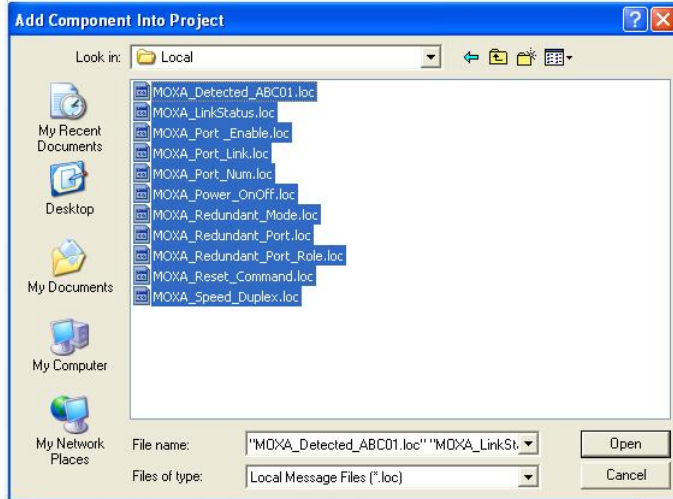 Add Component Into Project
Look in:
Local
My Recent
Documents
Desktop
My Documents
My Computer
My Network
Places
MOXA_Detected_ABC01.loc
MOXA_LinkStatus.loc
MOXA_Port _Enable.loc
MOXA_Port_Link.loc
MOXA_Port_Num.loc
MOXA_Power_OnOff.loc
MOXA_Redundant_Mode.loc
MOXA_Redundant_Port.loc
MOXA_Redundant_Port_Role.loc
MOXA_Reset_Command.loc
MOXA_Speed_Duplex.loc
File name:
"MOXA_Detected_ABC01.loc" "MOXA_LinkSt
Open
Files of type:
Local Message Files (*.loc)
Cancel